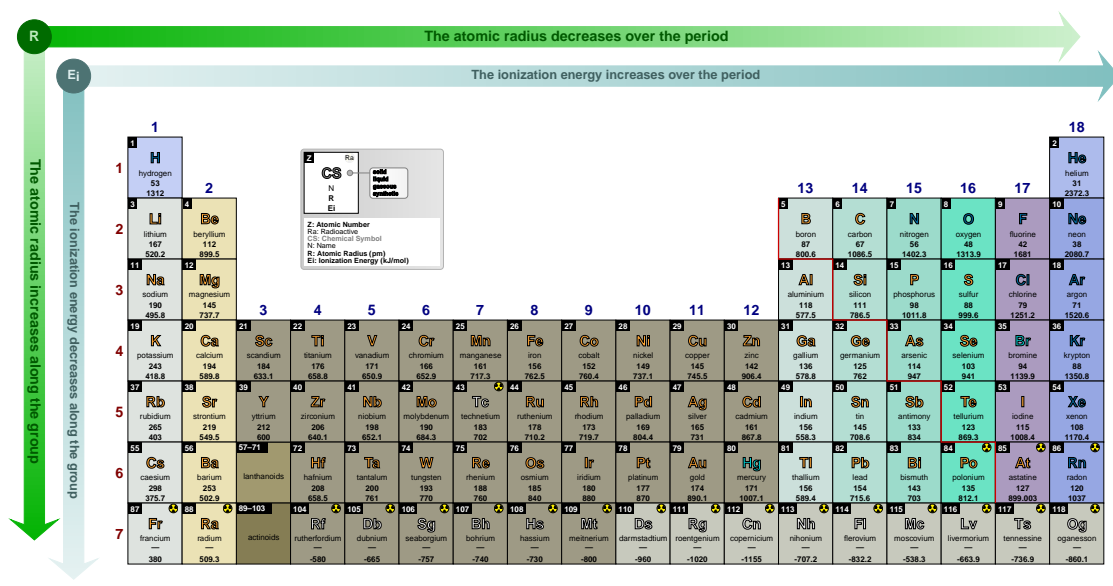 R
The atomic radius decreases over the period
Ei
The ionization energy increases over the period
The atomic radius increases along the group
The ionization energy decreases along the group
1 18
1 2
H He
hydrogen helium
53 31
1312 2372.3
1
Z Ra
CS
N
R
Ei
solid
liquid
gaseous
synthetic
Z: Atomic Number
Ra: Radioactive
CS: Chemical Symbol
N: Name
R: Atomic Radius (pm)
Ei: Ionization Energy (kJ/mol)
2 13 14 15 16 17
3 4 5 6 7 8 9 10
2 Li Be B C N O F Ne
lithium beryllium boron carbon nitrogen oxygen fluorine neon
167 112 87 67 56 48 42 38
520.2 899.5 800.6 1086.5 1402.3 1313.9 1681 2080.7
11 12 13 14 15 16 17 18
3 Na Mg Al Si P S Cl Ar
sodium magnesium aluminium silicon phosphorus sulfur chlorine argon
190 145 118 111 98 88 79 71
495.8 737.7 577.5 786.5 1011.8 999.6 1251.2 1520.6
3 4 5 6 7 8 9 10 11 12
19 20 21 22 23 24 25 26 27 28 29 30 31 32 33 34 35 36
4 K Ca Sc Ti V Cr Mn Fe Co Ni Cu Zn Ga Ge As Se Br Kr
potassium calcium scandium titanium vanadium chromium manganese iron cobalt nickel copper zinc gallium germanium arsenic selenium bromine krypton
243 194 184 176 171 166 161 156 152 149 145 142 136 125 114 103 94 88
418.8 589.8 633.1 658.8 650.9 652.9 717.3 762.5 760.4 737.1 745.5 906.4 578.8 762 947 941 1139.9 1350.8
37 38 39 40 41 42 43 44 45 46 47 48 49 50 51 52 53 54
5 Rb Sr Y Zr Nb Mo Tc Ru Rh Pd Ag Cd In Sn Sb Te I Xe
rubidium strontium yttrium zirconium niobium molybdenum technetium ruthenium rhodium palladium silver cadmium indium tin antimony tellurium iodine xenon
265 219 212 206 198 190 183 178 173 169 165 161 156 145 133 123 115 108
403 549.5 600 640.1 652.1 684.3 702 710.2 719.7 804.4 731 867.8 558.3 708.6 834 869.3 1008.4 1170.4
55 56 57–71 72 73 74 75 76 77 78 79 80 81 82 83 84 85 86
6 Cs Ba Hf Ta W Re Os Ir Pt Au Hg Tl Pb Bi Po At Rn
caesium barium lanthanoids hafnium tantalum tungsten rhenium osmium iridium platinum gold mercury thallium lead bismuth polonium astatine radon
298 253 208 200 193 188 185 180 177 174 171 156 154 143 135 127 120
375.7 502.9 658.5 761 770 760 840 880 870 890.1 1007.1 589.4 715.6 703 812.1 899.003 1037
87 88 89–103 104 105 106 107 108 109 110 111 112 113 114 115 116 117 118
7 Fr Ra Rf Db Sg Bh Hs Mt Ds Rg Cn Nh Fl Mc Lv Ts Og
francium radium actinoids rutherfordium dubnium seaborgium bohrium hassium meitnerium darmstadtium roentgenium copernicium nihonium flerovium moscovium livermorium tennessine oganesson
— — — — — — — — — — — — — — — — —
380 509.3 -580 -665 -757 -740 -730 -800 -960 -1020 -1155 -707.2 -832.2 -538.3 -663.9 -736.9 -860.1